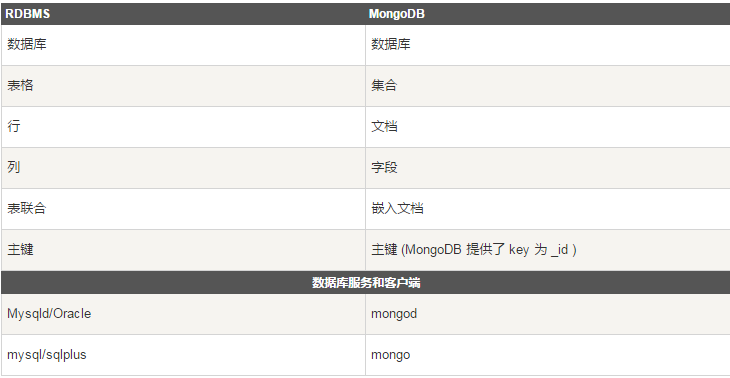 RDBMS MongoDB
数据库 数据库
表格 集合
行 文档
列 字段
表联合 嵌入文档
主键 主键 (MongoDB 提供了 key 为 _id )
数据库服务和客户端
Mysqld/Oracle mongod
mysql/sqlplus mongo